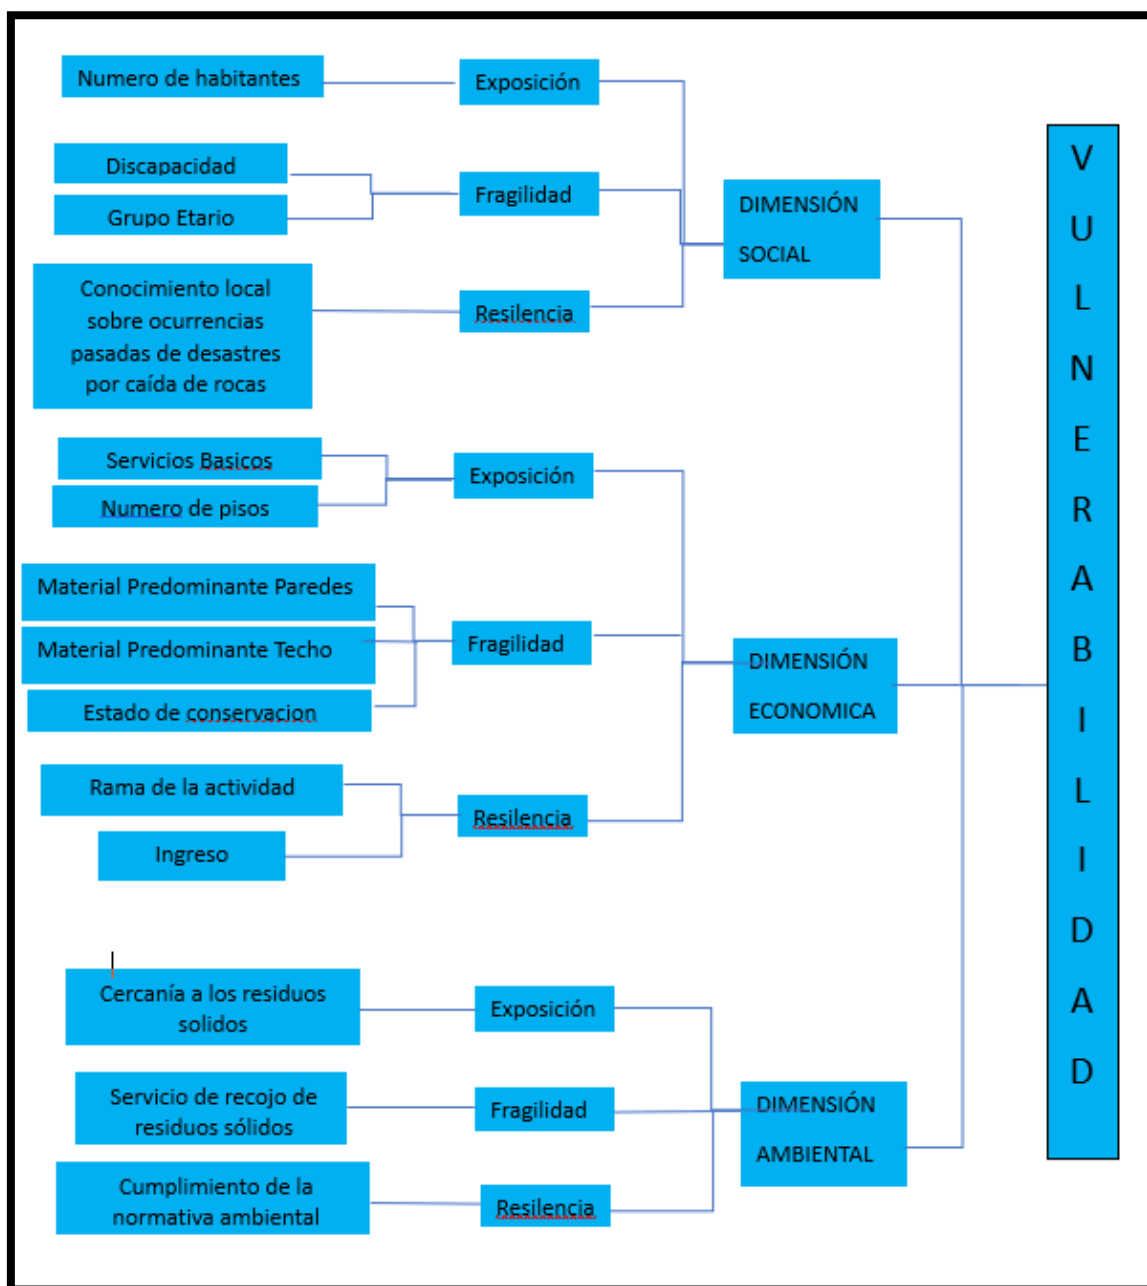 Numero de habitantes
Exposición
Discapacidad
Grupo Etario
Fragilidad
Conocimiento local
sobre ocurrencias
pasadas de desastres
por caída de rocas
Resilencia
DIMENSIÓN
SOCIAL
Servicios Basicos
Numero de pisos
Exposición
Material Predominante Paredes
Material Predominante Techo
Estado de conservacion
Fragilidad
Rama de la actividad
Ingreso
Resilencia
DIMENSIÓN
ECONOMICA
Cercanía a los residuos
solidos
Exposición
Servicio de recojo de
residuos sólidos
Fragilidad
Cumplimiento de la
normativa ambiental
Resilencia
DIMENSIÓN
AMBIENTAL
V
U
L
N
E
R
A
B
I
L
I
D
A
D